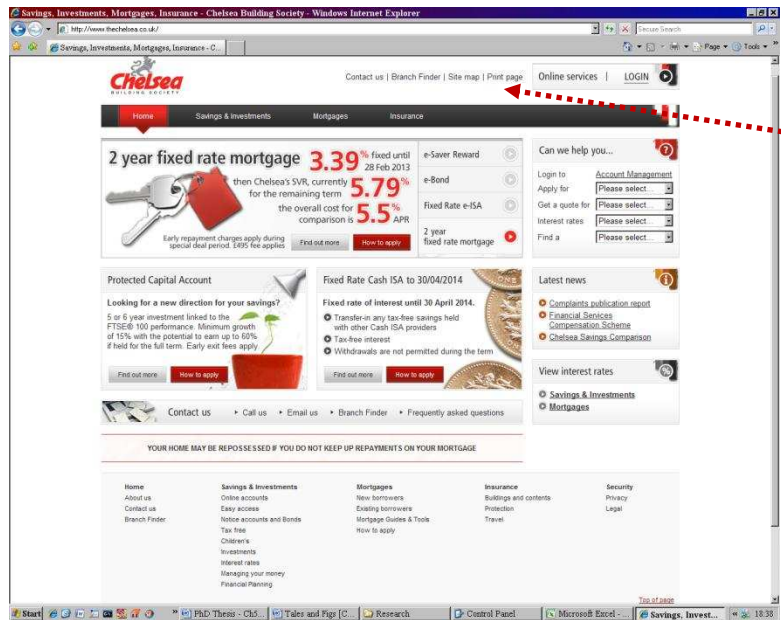 Savings, Investments, Mortgages, Insurance - Chelsea Building Society - Windows Internet Explorer
http://www.thechelsea.co.uk/
Secure Search
Savings, Investments, Mortgages, Insurance - C...
Page
Tools
Chelsea
BUILDING SOCIETY
Contact us | Branch Finder | Site map | Print page
Online services | LOGIN
Home
Savings & Investments
Mortgages
Insurance
2 year fixed rate mortgage 3.39% fixed until 28 Feb 2013
then Chelsea's SVR, currently 5.79%
for the remaining term
the overall cost for comparison is 5.5% APR
Early repayment charges apply during
special deal period. £495 fee applies
Find out more
How to apply
e-Saver Reward
e-Bond
Fixed Rate e-ISA
2 year
fixed rate mortgage
Can we help you...
Login to Account Management
Apply for Please select...
Get a quote for Please select...
Interest rates Please select...
Find a Please select...
Protected Capital Account
Looking for a new direction for your savings?
5 or 6 year investment linked to the
FTSE® 100 performance. Minimum growth
of 15% with the potential to earn up to 60%
if held for the full term. Early exit fees apply
Find out more
How to apply
Fixed Rate Cash ISA to 30/04/2014
Fixed rate of interest until 30 April 2014.
Transfer-in any tax-free savings held
with other Cash ISA providers
Tax-free interest
Withdrawals are not permitted during the term
Find out more
How to apply
ONE
Latest news
Complaints publication report
Financial Services
Compensation Scheme
Chelsea Savings Comparison
View interest rates
Savings & Investments
Mortgages
Contact us
Call us
Email us
Branch Finder
Frequently asked questions
YOUR HOME MAY BE REPOSSESSED IF YOU DO NOT KEEP UP REPAYMENTS ON YOUR MORTGAGE
Home
About us
Contact us
Branch Finder
Savings & Investments
Online accounts
Easy access
Notice accounts and Bonds
Tax free
Children's
Investments
Interest rates
Managing your money
Financial Planning
Mortgages
New borrowers
Existing borrowers
Mortgage Guides & Tools
How to apply
Insurance
Buildings and contents
Protection
Travel
Security
Privacy
Legal
Top of page
Start
PhD Thesis - Ch5...
Tales and Figs [C...
Research
Control Panel
Microsoft Excel - ...
Savings, Invest...
18:38